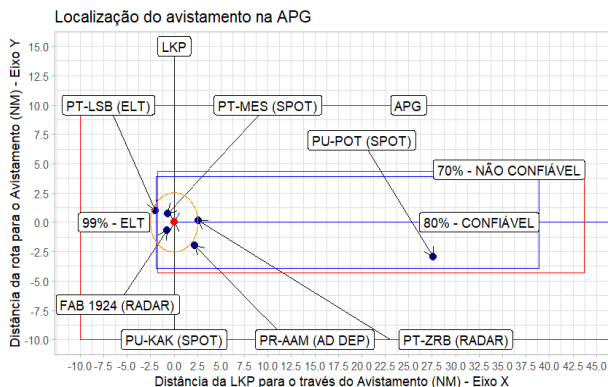 Localização do avistamento na APG
Distância da rota para o Avistamento (NM) - Eixo Y
15.0
12.5
10.0
7.5
5.0
2.5
0.0
-2.5
-5.0
-7.5
-10.0
LKP
PT-LSB (ELT)
PT-MES (SPOT)
APG
PU-POT (SPOT)
70% - NÃO CONFIÁVEL
99% - ELT
80% - CONFIÁVEL
FAB 1924 (RADAR)
PU-KAK (SPOT)
PR-AAM (AD DEP)
PT-ZRB (RADAR)
-10.0 -7.5 -5.0 -2.5 0.0 2.5 5.0 7.5 10.0 12.5 15.0 17.5 20.0 22.5 25.0 27.5 30.0 32.5 35.0 37.5 40.0 42.5 45.0 47.5
Distância da LKP para o través do Avistamento (NM) - Eixo X